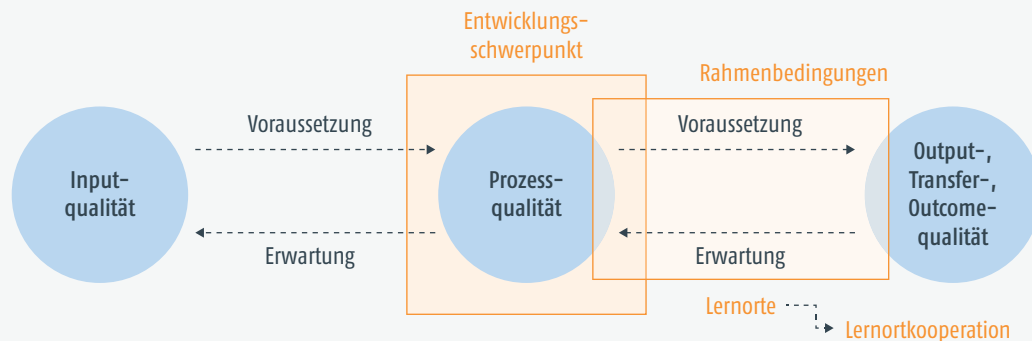 Entwicklungs-
schwerpunkt
Rahmenbedingungen
Voraussetzung
Voraussetzung
Input-
qualität
Prozess-
qualität
Output-,
Transfer-,
Outcome-
qualität
Erwartung
Erwartung
Lernorte
Lernortkooperation